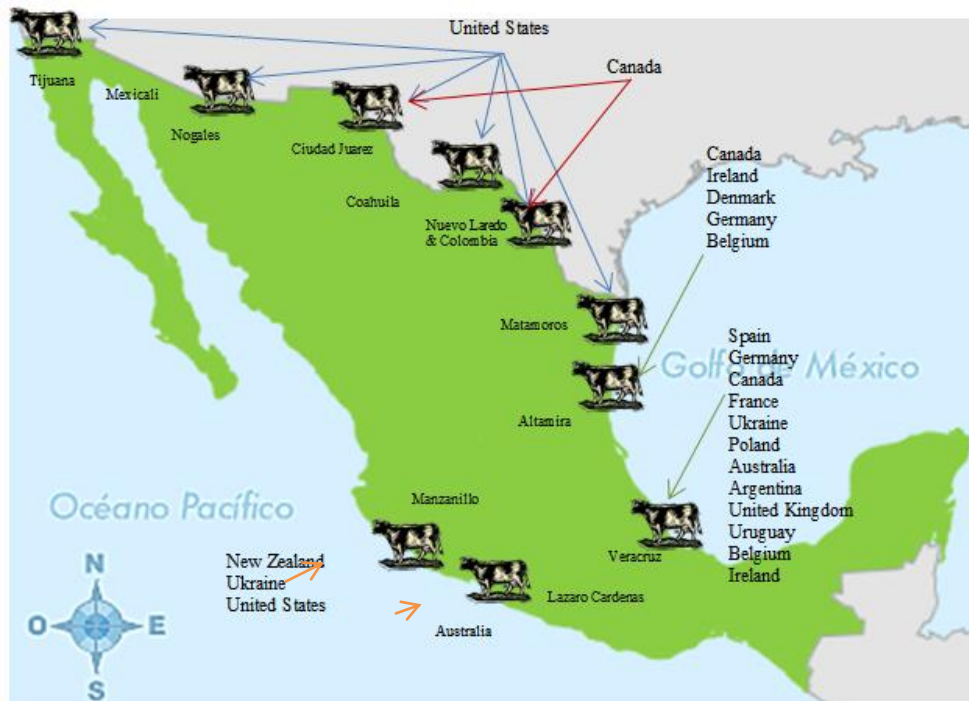 United States
Canada
Tijuana
Mexicali
Nogales
Ciudad Juarez
Coahuila
Nuevo Laredo
& Colombia
Canada
Ireland
Denmark
Germany
Belgium
Matamoros
Golfo de México
Altamira
Spain
Germany
Canada
France
Ukraine
Poland
Australia
Argentina
United Kingdom
Uruguay
Belgium
Ireland
Océano Pacífico
Manzanillo
Veracruz
New Zealand
Ukraine
United States
Lazaro Cardenas
Australia
N
O
E
S